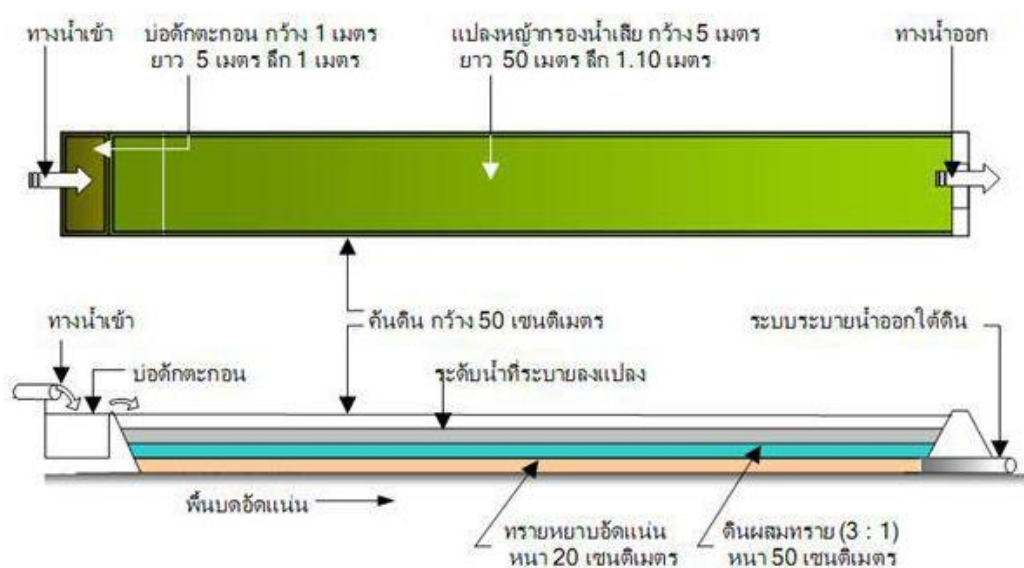 ทางน้ำเข้า
บ่อดักตะกอน กว้าง 1 เมตร
ยาว 5 เมตร ลึก 1 เมตร
แปลงหญ้ากรองน้ำเสีย กว้าง 5 เมตร
ยาว 50 เมตร ลึก 1.10 เมตร
ทางน้ำออก
ทางน้ำเข้า
คันดิน กว้าง 50 เซนติเมตร
ระบบระบายน้ำออกใต้ดิน
บ่อดักตะกอน
ระดับน้ำที่ระบายลงแปลง
พื้นบดอัดแน่น
ทรายหยาบอัดแน่น
หนา 20 เซนติเมตร
ดินผสมทราย (3 : 1)
หนา 50 เซนติเมตร